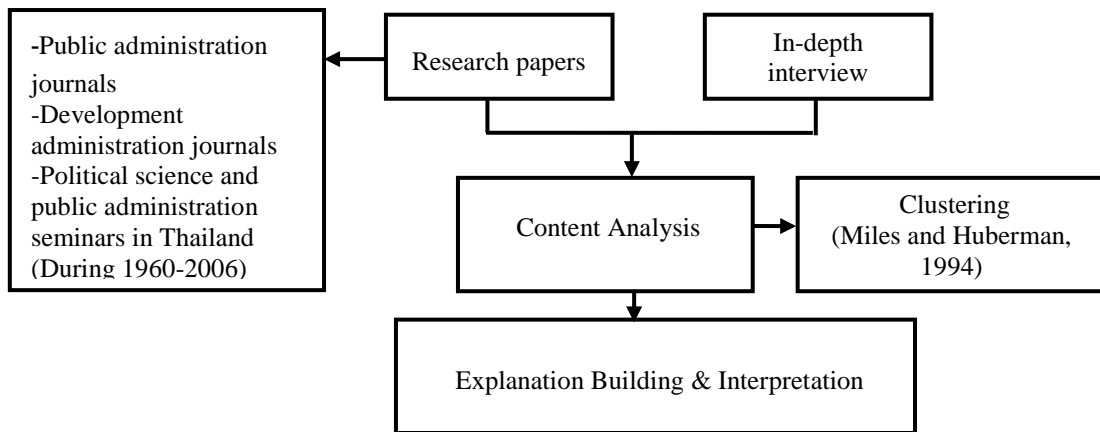 -Public administration
journals
-Development
administration journals
-Political science and
public administration
seminars in Thailand
(During 1960-2006)
Research papers
In-depth
interview
Content Analysis
Clustering
(Miles and Huberman,
1994)
Explanation Building & Interpretation